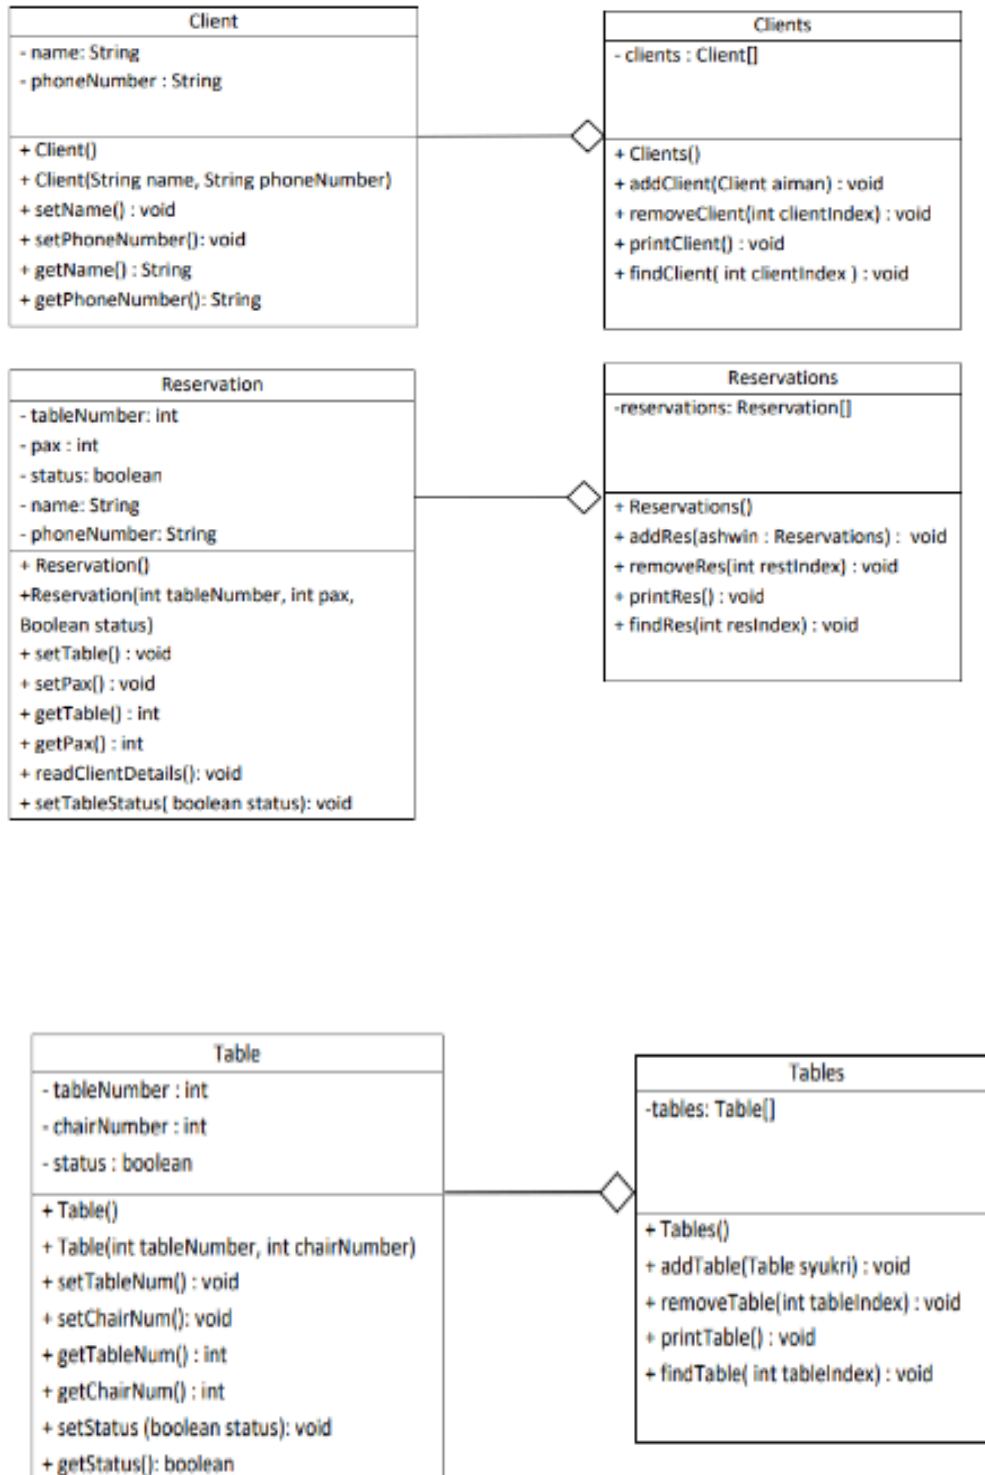 Client
- name: String
- phoneNumber : String
+ Client()
+ Client(String name, String phoneNumber)
+ setName() : void
+ setPhoneNumber(): void
+ getName() : String
+ getPhoneNumber(): String
Clients
- clients : Client[]
+ Clients()
+ addClient(Client aiman) : void
+ removeClient(int clientIndex) : void
+ printClient() : void
+ findClient( int clientIndex ) : void
Reservation
- tableNumber: int
- pax : int
- status: boolean
- name: String
- phoneNumber: String
+ Reservation()
+Reservation(int tableNumber, int pax,
Boolean status)
+ setTable() : void
+ setPax() : void
+ getTable() : int
+ getPax() : int
+ readClientDetails(): void
+ setTableStatus( boolean status): void
Reservations
-reservations: Reservation[]
+ Reservations()
+ addRes(ashwin : Reservations) : void
+ removeRes(int restIndex) : void
+ printRes() : void
+ findRes(int resIndex) : void
Table
- tableNumber : int
- chairNumber : int
- status : boolean
+ Table()
+ Table(int tableNumber, int chairNumber)
+ setTableNum() : void
+ setChairNum(): void
+ getTableNum() : int
+ getChairNum() : int
+ setStatus (boolean status): void
+ getStatus(): boolean
Tables
-tables: Table[]
+ Tables()
+ addTable(Table syukri) : void
+ removeTable(int tableIndex) : void
+ printTable() : void
+ findTable( int tableIndex) : void